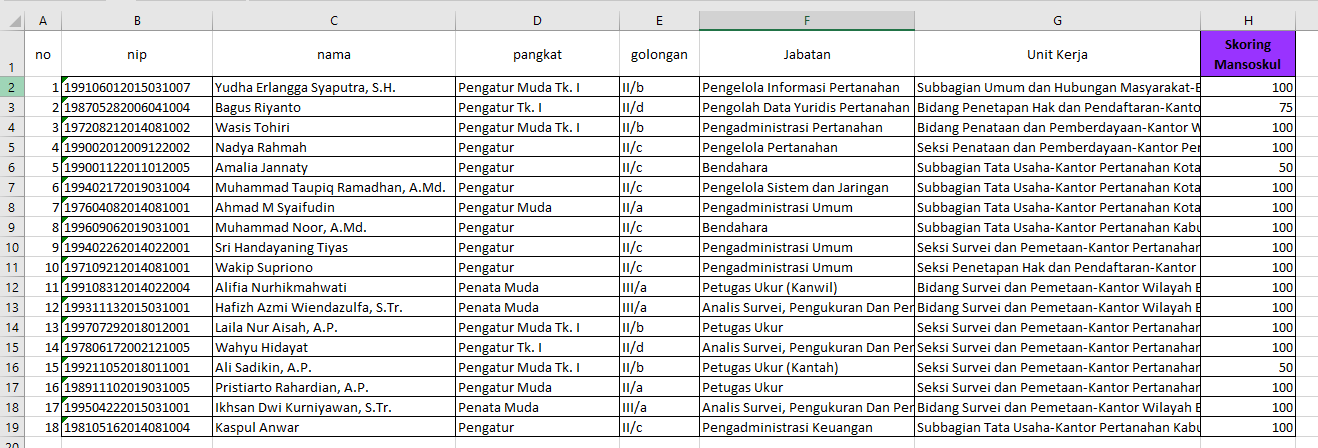 A B C D E F G H
1 no nip nama pangkat golongan Jabatan Unit Kerja Skoring Mansoskul
2 1 199106012015031007 Yudha Erlangga Syaputra, S.H. Pengatur Muda Tk. I II/b Pengelola Informasi Pertanahan Subbagian Umum dan Hubungan Masyarakat- 100
3 2 198705282006041004 Bagus Riyanto Pengatur Tk. I II/d Pengolah Data Yuridis Pertanahan Bidang Penetapan Hak dan Pendaftaran-Kanto 75
4 3 197208212014081002 Wasis Tohiri Pengatur Muda Tk. I II/b Pengadministrasi Pertanahan Bidang Penataan dan Pemberdayaan-Kantor W 100
5 4 199002012009122002 Nadya Rahmah Pengatur II/c Pengelola Pertanahan Seksi Penataan dan Pemberdayaan-Kantor Per 100
6 5 199001122011012005 Amalia Jannaty Pengatur II/c Bendahara Subbagian Tata Usaha-Kantor Pertanahan Kota 50
7 6 199402172019031004 Muhammad Taupiq Ramadhan, A.Md. Pengatur II/c Pengelola Sistem dan Jaringan Subbagian Tata Usaha-Kantor Pertanahan Kota 100
8 7 197604082014081001 Ahmad M Syaifudin Pengatur Muda II/a Pengadministrasi Umum Subbagian Tata Usaha-Kantor Pertanahan Kota 100
9 8 199609062019031001 Muhammad Noor, A.Md. Pengatur II/c Bendahara Subbagian Tata Usaha-Kantor Pertanahan Kabu 100
10 9 199402262014022001 Sri Handayaning Tiyas Pengatur II/c Pengadministrasi Umum Seksi Survei dan Pemetaan-Kantor Pertanahan 100
11 10 197109212014081001 Wakip Supriono Pengatur II/c Pengadministrasi Umum Seksi Penetapan Hak dan Pendaftaran-Kantor 100
12 11 199108312014022004 Alifia Nurhikmahwati Penata Muda III/a Petugas Ukur (Kanwil) Bidang Survei dan Pemetaan-Kantor Wilayah 100
13 12 199311132015031001 Hafizh Azmi Wiendazulfa, S.Tr. Penata Muda III/a Analis Survei, Pengukuran Dan Per Bidang Survei dan Pemetaan-Kantor Wilayah 100
14 13 199707292018012001 Laila Nur Aisah, A.P. Pengatur Muda Tk. I II/b Petugas Ukur Seksi Survei dan Pemetaan-Kantor Pertanahar 100
15 14 197806172002121005 Wahyu Hidayat Pengatur Tk. I II/d Analis Survei, Pengukuran Dan Per Seksi Survei dan Pemetaan-Kantor Pertanahar 100
16 15 199211052018011001 Ali Sadikin, A.P. Pengatur Muda Tk. I II/b Petugas Ukur (Kantah) Seksi Survei dan Pemetaan-Kantor Pertanahar 50
17 16 198911102019031005 Pristiarto Rahardian, A.P. Pengatur Muda II/a Petugas Ukur Seksi Survei dan Pemetaan-Kantor Pertanahar 100
18 17 199504222015031001 Ikhsan Dwi Kurniyawan, S.Tr. Penata Muda III/a Analis Survei, Pengukuran Dan Per Bidang Survei dan Pemetaan-Kantor Wilayah 100
19 18 198105162014081004 Kaspul Anwar Pengatur II/c Pengadministrasi Keuangan Subbagian Tata Usaha-Kantor Pertanahan Kabu 100